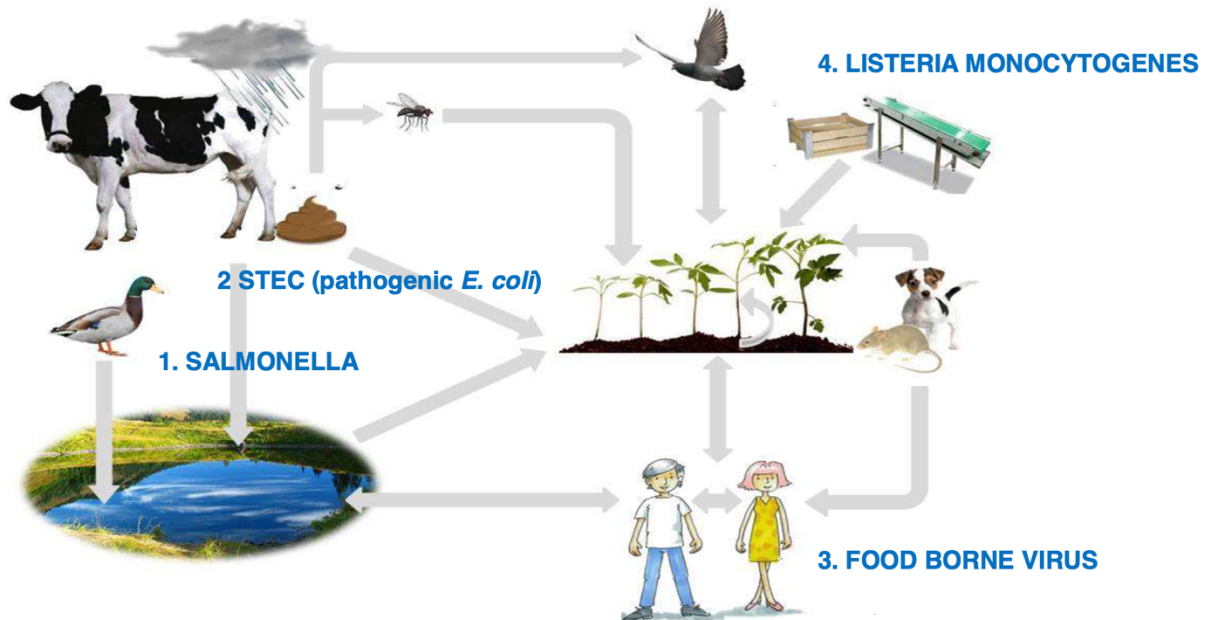 4. LISTERIA MONOCYTOGENES
2 STEC (pathogenic E. coli)
1. SALMONELLA
3. FOOD BORNE VIRUS